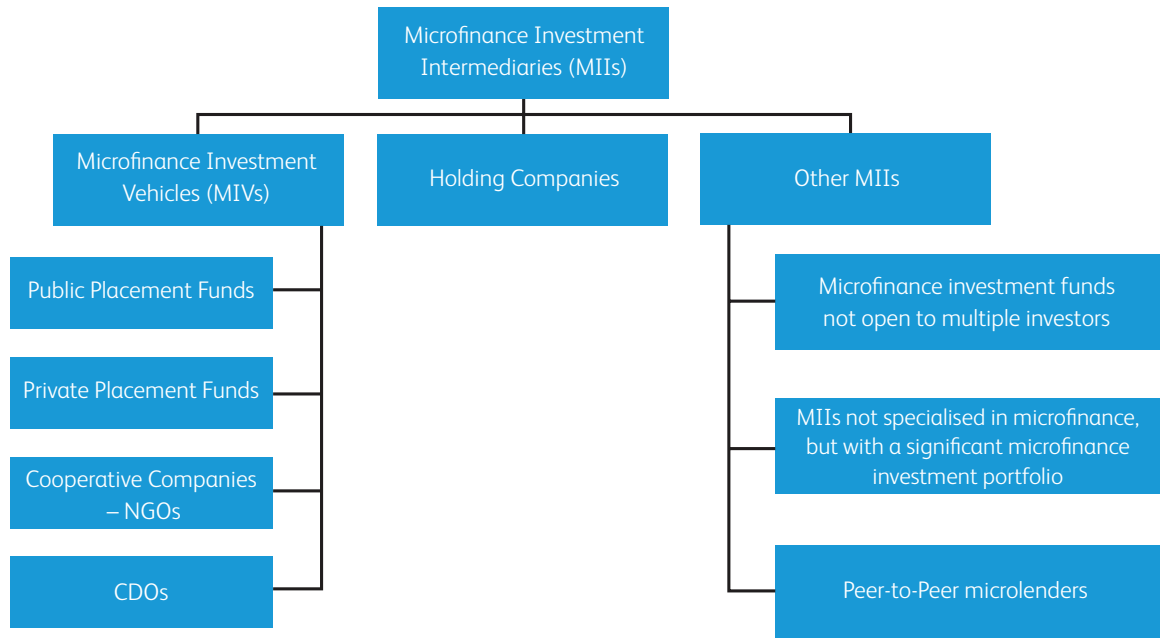 Microfinance Investment
Intermediaries (MIIs)
Microfinance Investment
Vehicles (MIVs)
Holding Companies
Other MIIs
Public Placement Funds
Private Placement Funds
Cooperative Companies
– NGOs
CDOs
Microfinance investment funds
not open to multiple investors
MIIs not specialised in microfinance,
but with a significant microfinance
investment portfolio
Peer-to-Peer microlenders